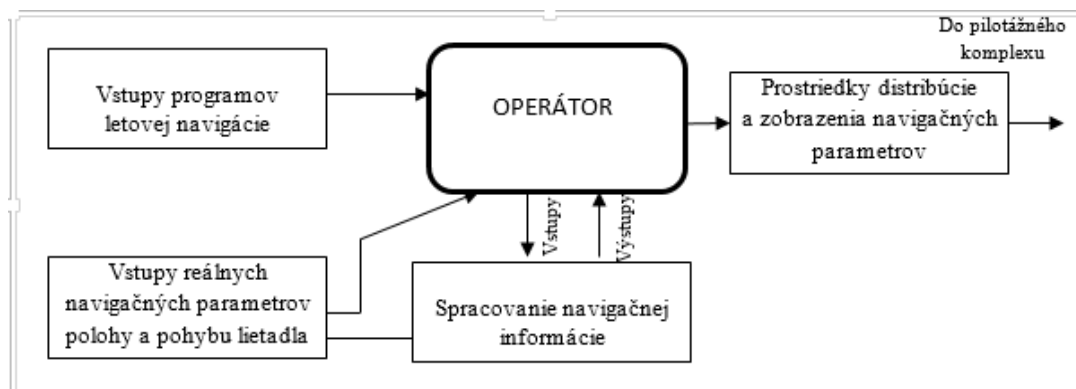 Do pilotážného
komplexu
Vstupy programov
letovej navigácie
OPERÁTOR
Prostriedky distribúcie
a zobrazenia navigačných
parametrov
Vstupy
Výstupy
Vstupy reálnych
navigačných parametrov
polohy a pohybu lietadla
Spracovanie navigačnej
informácie